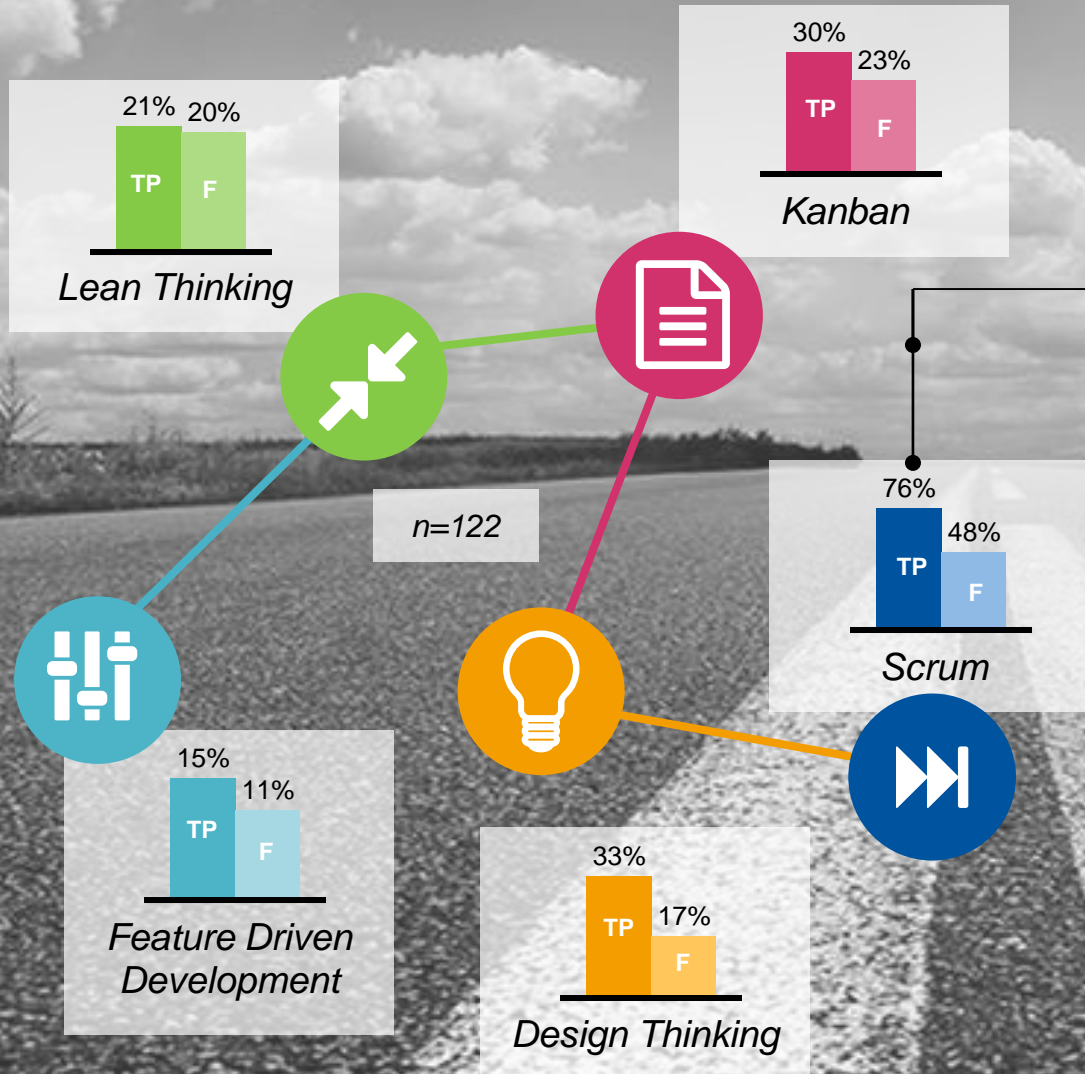 21% 20%
TP F
Lean Thinking
30%
23%
TP
F
Kanban
n=122
76%
48%
TP
F
Scrum
15%
11%
TP
F
Feature Driven
Development
33%
17%
TP
F
Design Thinking